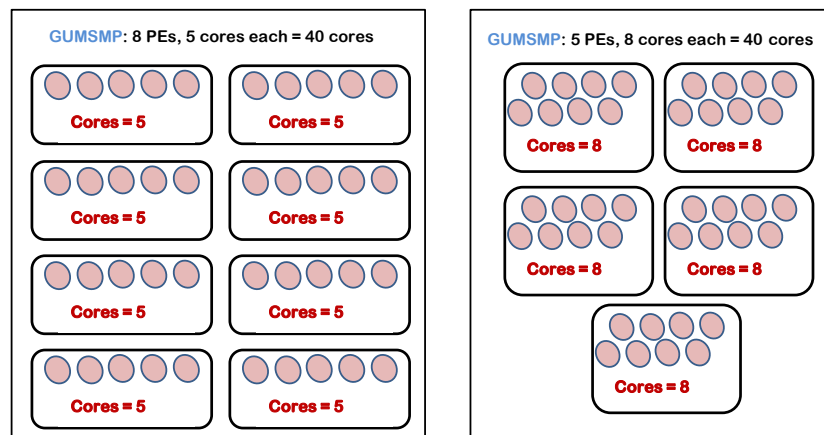 GUMSMP: 8 PEs, 5 cores each = 40 cores
Cores = 5
Cores = 5
Cores = 5
Cores = 5
Cores = 5
Cores = 5
Cores = 5
Cores = 5
GUMSMP: 5 PEs, 8 cores each = 40 cores
Cores = 8
Cores = 8
Cores = 8
Cores = 8
Cores = 8